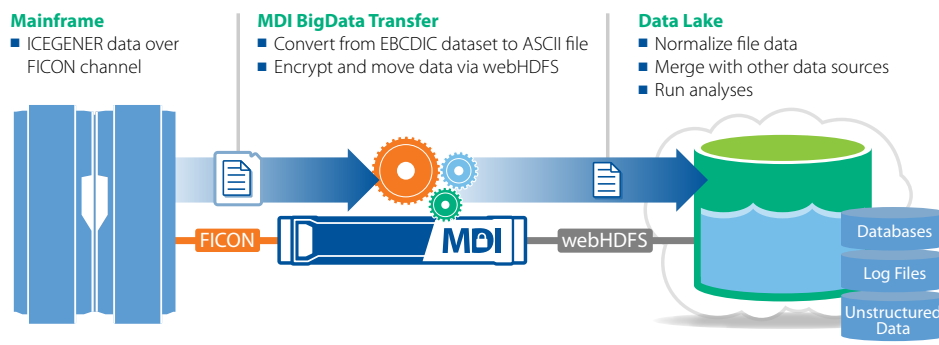 Mainframe
■ ICEGENER data over
FICON channel
MDI BigData Transfer
■ Convert from EBCDIC dataset to ASCII file
■ Encrypt and move data via webHDFS
Data Lake
■ Normalize file data
■ Merge with other data sources
■ Run analyses
FICON
MDI
webHDFS
Databases
Log Files
Unstructured
Data